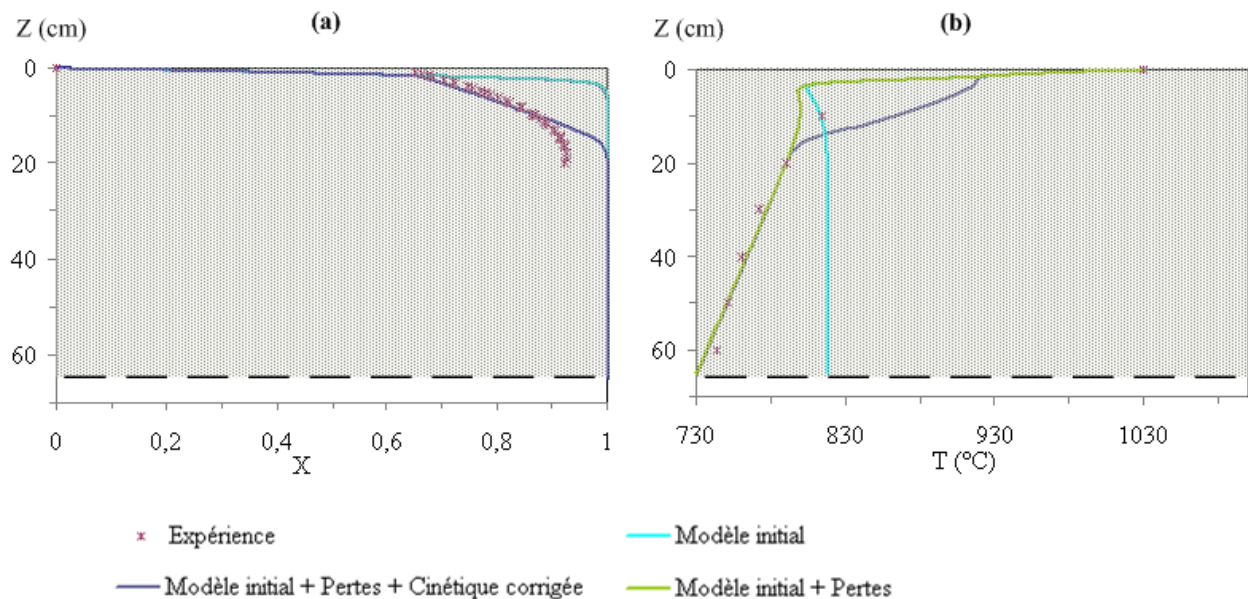 (a)
Z (cm)
0
20
40
60
0
0,2
0,4
0,6
0,8
1
X
(b)
Z (cm)
0
20
40
60
730
830
930
1030
T (°C)
Expérience
Modèle initial
Modèle initial + Pertes + Cinétique corrigée
Modèle initial + Pertes